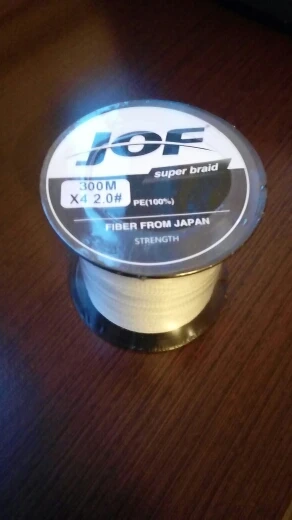 JOF
super braid
300M
X4 2.0#
PE(100%)
FIBER FROM JAPAN
STRENGTH